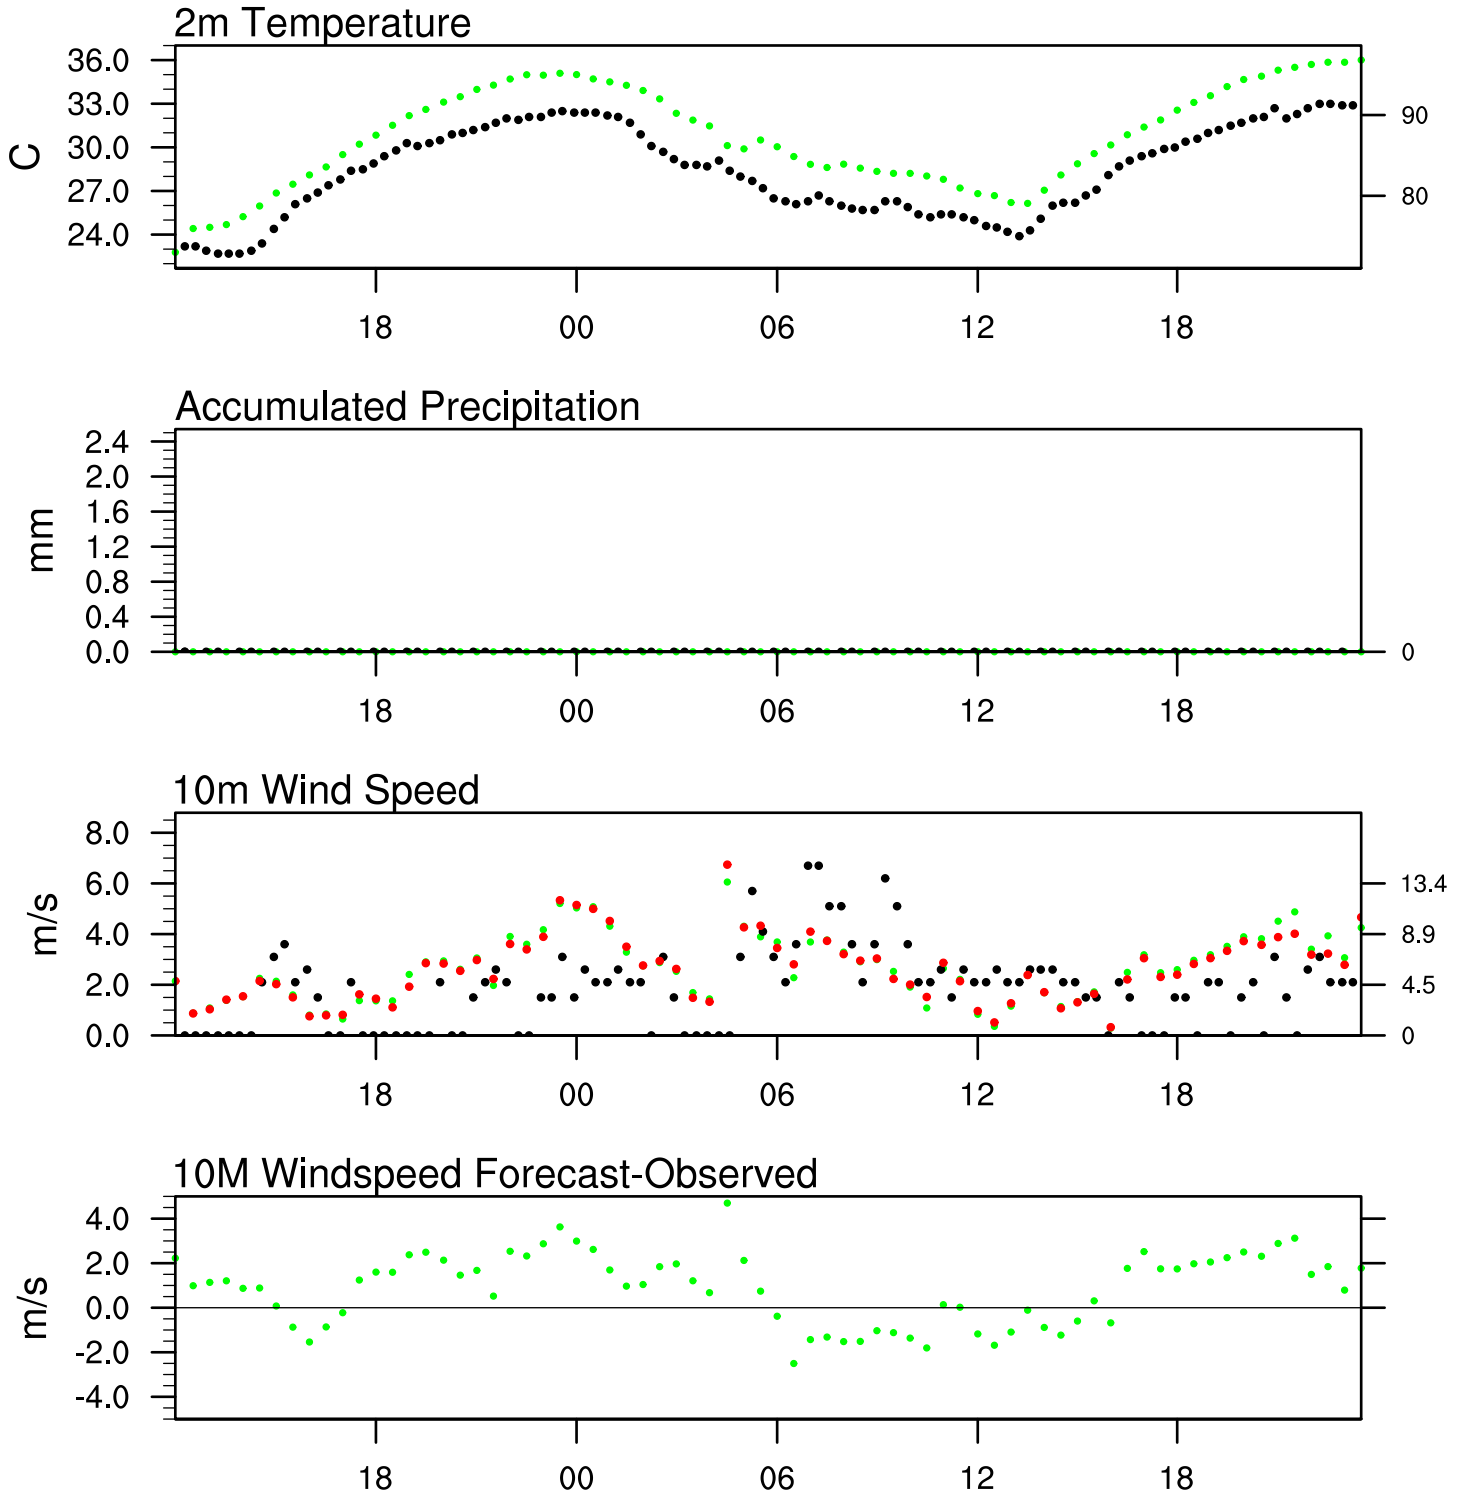 2m Temperature
36.0
33.0
30.0
27.0
24.0
C
90
80
18 00 06 12 18
Accumulated Precipitation
2.4
2.0
1.6
1.2
0.8
0.4
0.0
mm
0
18 00 06 12 18
10m Wind Speed
8.0
6.0
4.0
2.0
0.0
m/s
13.4
8.9
4.5
0
18 00 06 12 18
10M Windspeed Forecast-Observed
4.0
2.0
0.0
-2.0
-4.0
m/s
18 00 06 12 18